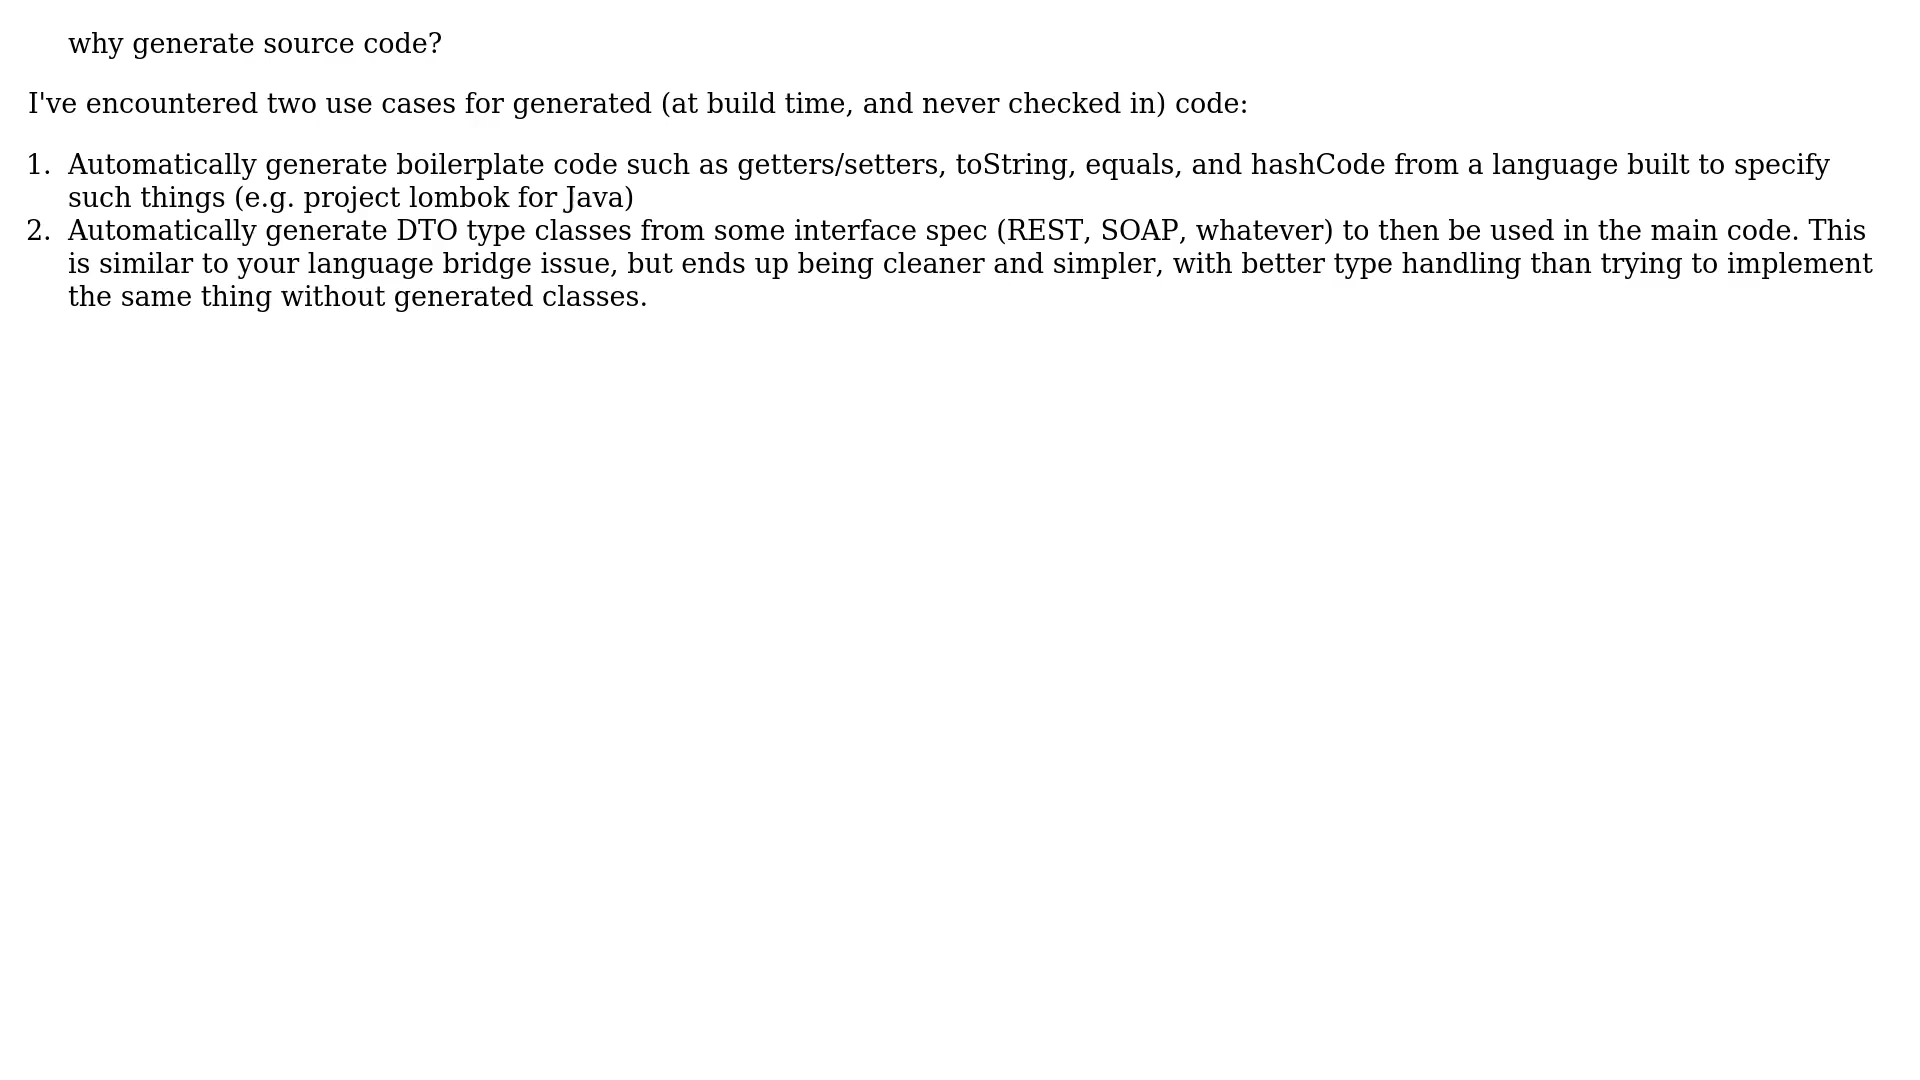 why generate source code?
I've encountered two use cases for generated (at build time, and never checked in) code:
1. Automatically generate boilerplate code such as getters/setters, toString, equals, and hashCode from a language built to specify
such things (e.g. project lombok for Java)
2. Automatically generate DTO type classes from some interface spec (REST, SOAP, whatever) to then be used in the main code. This
is similar to your language bridge issue, but ends up being cleaner and simpler, with better type handling than trying to implement
the same thing without generated classes.